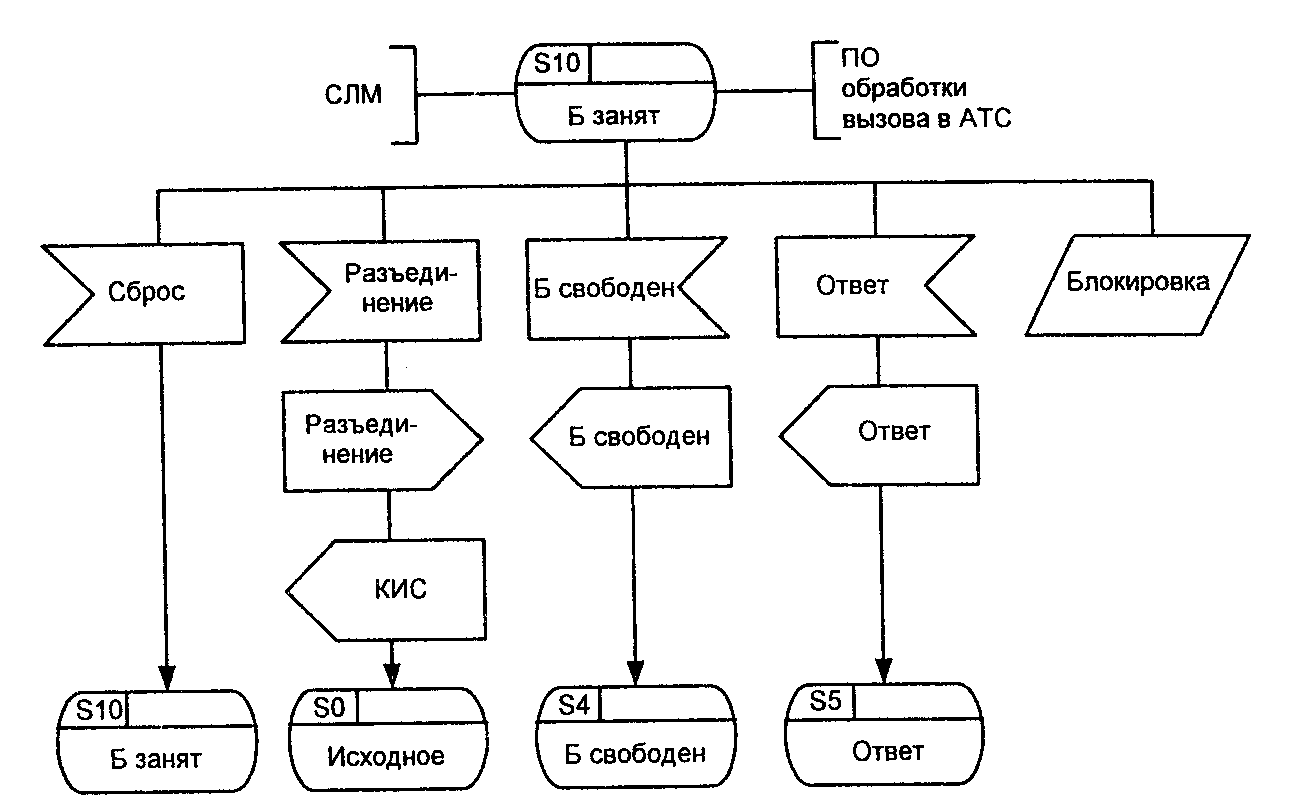 СЛМ
S10
Б занят
ПО
обработки
вызова в АТС
Сброс
Разъеди-
нение
Б свободен
Ответ
Блокировка
Разъеди-
нение
Б свободен
Ответ
КИС
S10
Б занят
S0
Исходное
S4
Б свободен
S5
Ответ